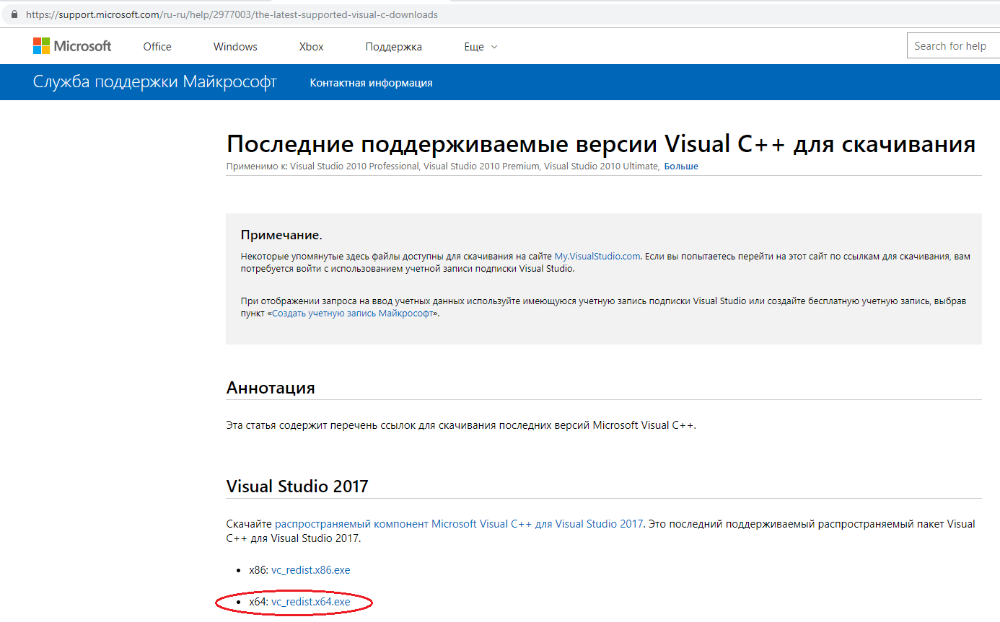 https://support.microsoft.com/ru-ru/help/2977003/the-latest-supported-visual-c-downloads
Microsoft Office Windows Xbox Поддержка Еще Search for help
Служба поддержки Майкрософт Контактная информация
Последние поддерживаемые версии Visual C++ для скачивания
Применимо к: Visual Studio 2010 Professional, Visual Studio 2010 Premium, Visual Studio 2010 Ultimate, Больше
Примечание.
Некоторые упомянутые здесь файлы доступны для скачивания на сайте My.VisualStudio.com. Если вы попытаетесь перейти на этот сайт по ссылкам для скачивания, вам
потребуется войти с использованием учетной записи подписки Visual Studio.
При отображении запроса на ввод учетных данных используйте имеющуюся учетную запись подписки Visual Studio или создайте бесплатную учетную запись, выбрав
пункт «Создать учетную запись Майкрософт».
Аннотация
Эта статья содержит перечень ссылок для скачивания последних версий Microsoft Visual C++.
Visual Studio 2017
Скачайте распространяемый компонент Microsoft Visual C++ для Visual Studio 2017. Это последний поддерживаемый распространяемый пакет Visual
C++ для Visual Studio 2017.
• x86: vc_redist.x86.exe
• x64: vc_redist.x64.exe